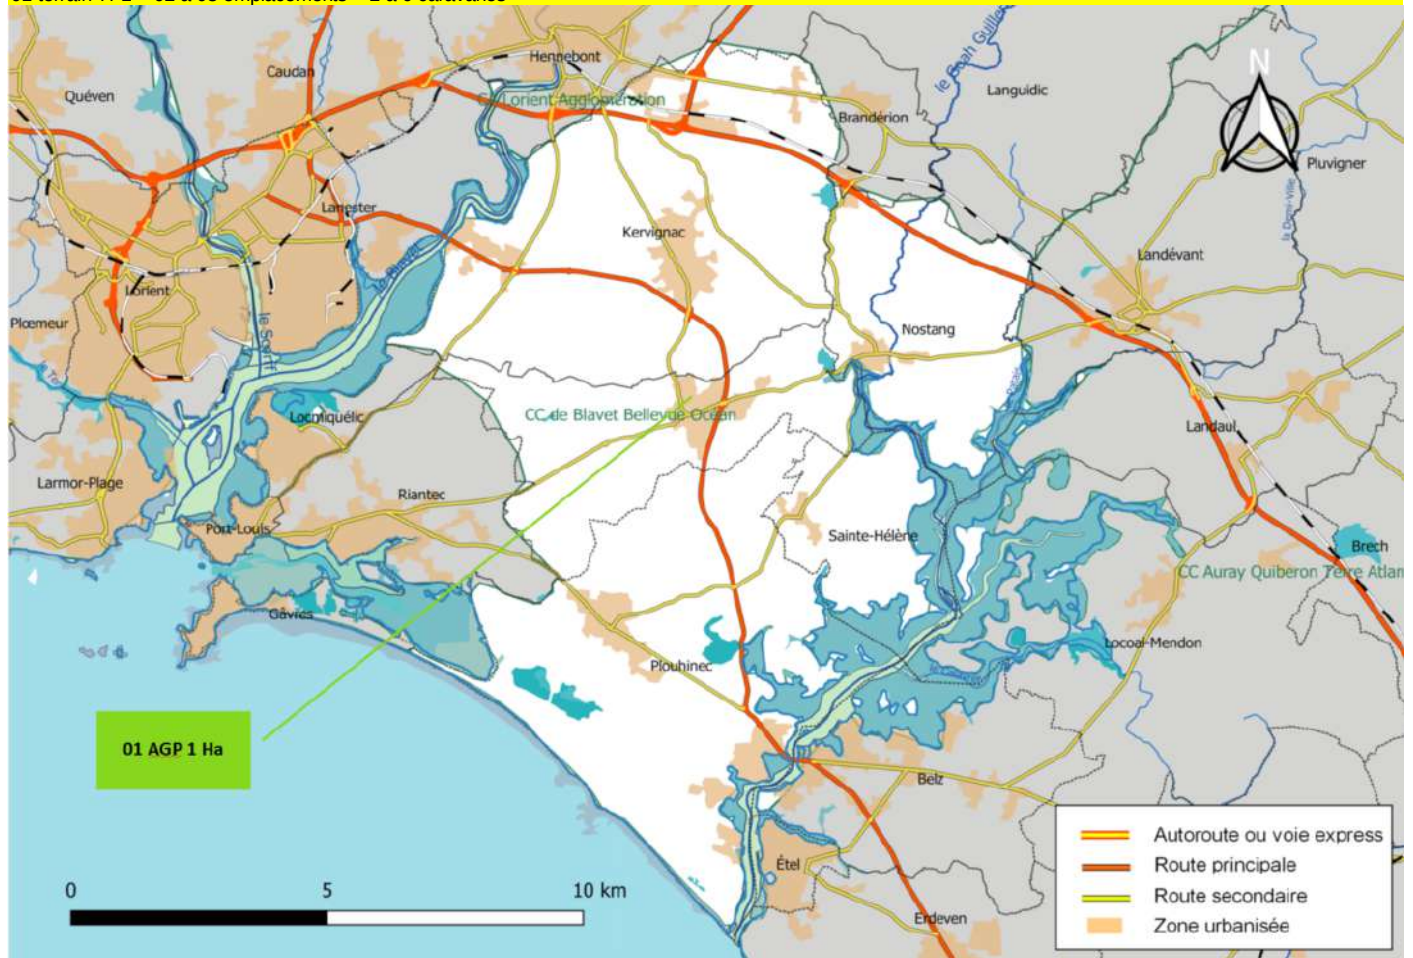 Hennebont
Caudan
Quéven
CA Lorient Agglomération
Languidic
Brandérion
N
Pluvigner
Lanester
le Blavet
Kervignac
Landévant
Lorient
Plœmeur
le Scorff
Nostang
Locmiquélic
CC de Blavet Bellevue Océan
Landaul
Larmor-Plage
Riantec
Port-Louis
Sainte-Hélène
Brech
CC Auray Quiberon Terre Atlan
Gâvres
Locoal-Mendon
Plouhinec
01 AGP 1 Ha
Belz
Étel
Erdeven
0 5 10 km
Autoroute ou voie express
Route principale
Route secondaire
Zone urbanisée